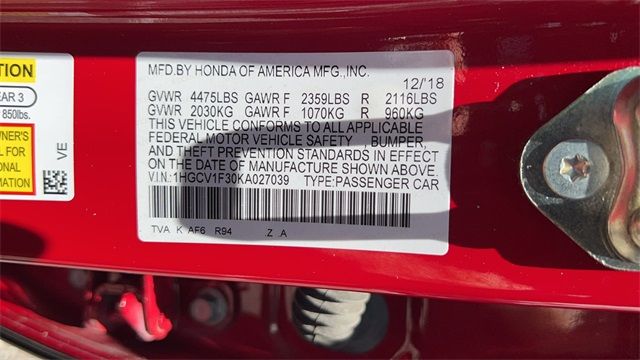 TION
EAR 3
850lbs.
WNER'S
L FOR
ONAL
MATION
VE
MFD.BY HONDA OF AMERICA MFG.,INC.
12/'18
GVWR 4475LBS GAWR F 2359LBS R 2116LBS
GVWR 2030KG GAWR F 1070KG R 960KG
THIS VEHICLE CONFORMS TO ALL APPLICABLE
FEDERAL MOTOR VEHICLE SAFETY , BUMPER,
AND THEFT PREVENTION STANDARDS IN EFFECT
ON THE DATE OF MANUFACTURE SHOWN ABOVE.
V.I.N.:1HGCV1F30KA027039 TYPE:PASSENGER CAR
TVA K AF6 R94 .Z .A